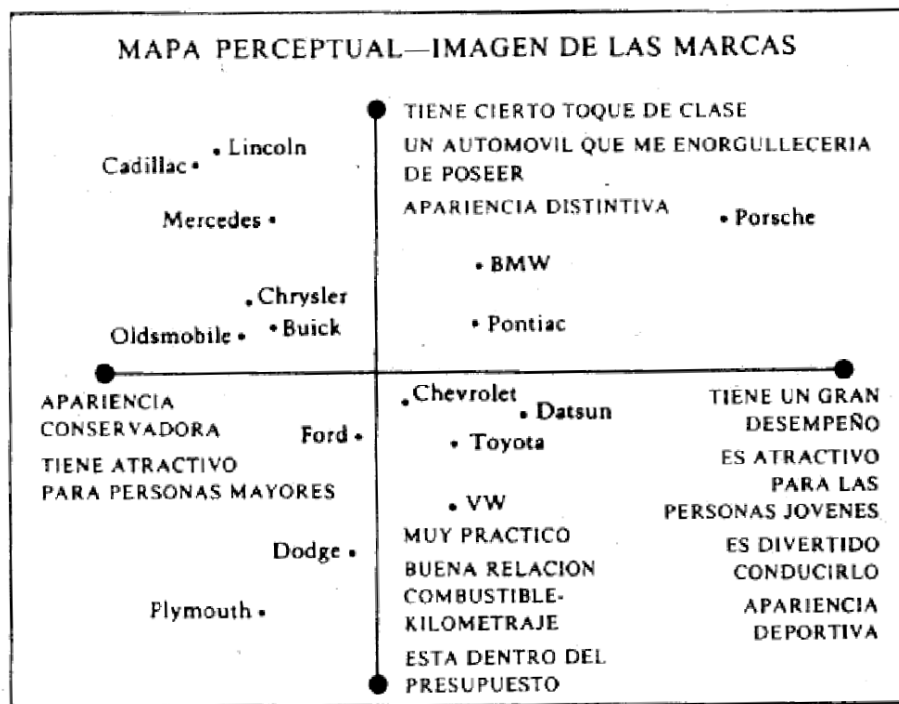 MAPA PERCEPTUAL—IMAGEN DE LAS MARCAS
TIENE CIERTO TOQUE DE CLASE
UN AUTOMOVIL QUE ME ENORGULLECERIA
DE POSEER
APARIENCIA DISTINTIVA
Lincoln
Cadillac
Mercedes
Porsche
BMW
Chrysler
Oldsmobile
Buick
Pontiac
APARIENCIA
CONSERVADORA
TIENE ATRACTIVO
PARA PERSONAS MAYORES
Chevrolet
Datsun
Ford
Toyota
VW
Dodge
Plymouth
MUY PRACTICO
BUENA RELACION
COMBUSTIBLE-
KILOMETRAJE
ESTA DENTRO DEL
PRESUPUESTO
TIENE UN GRAN
DESEMPEÑO
ES ATRACTIVO
PARA LAS
PERSONAS JOVENES
ES DIVERTIDO
CONDUCIRLO
APARIENCIA
DEPORTIVA